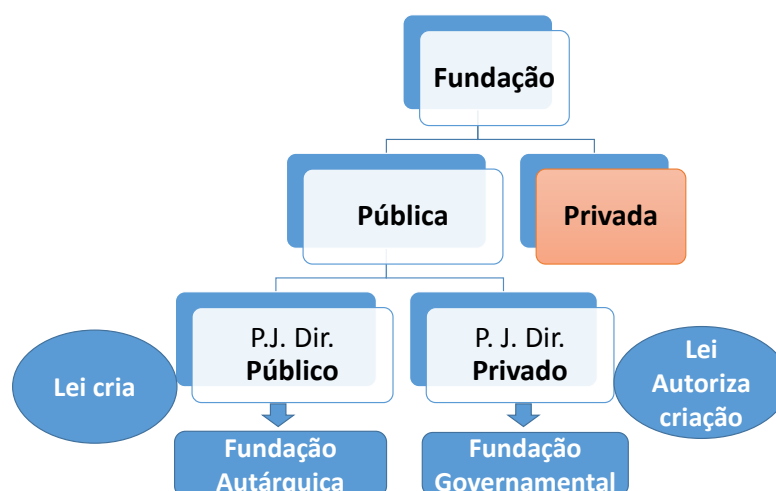 Fundação
Pública
Privada
P.J. Dir.
Público
P. J. Dir.
Privado
Lei cria
Lei
Autoriza
criação
Fundação
Autárquica
Fundação
Governamental